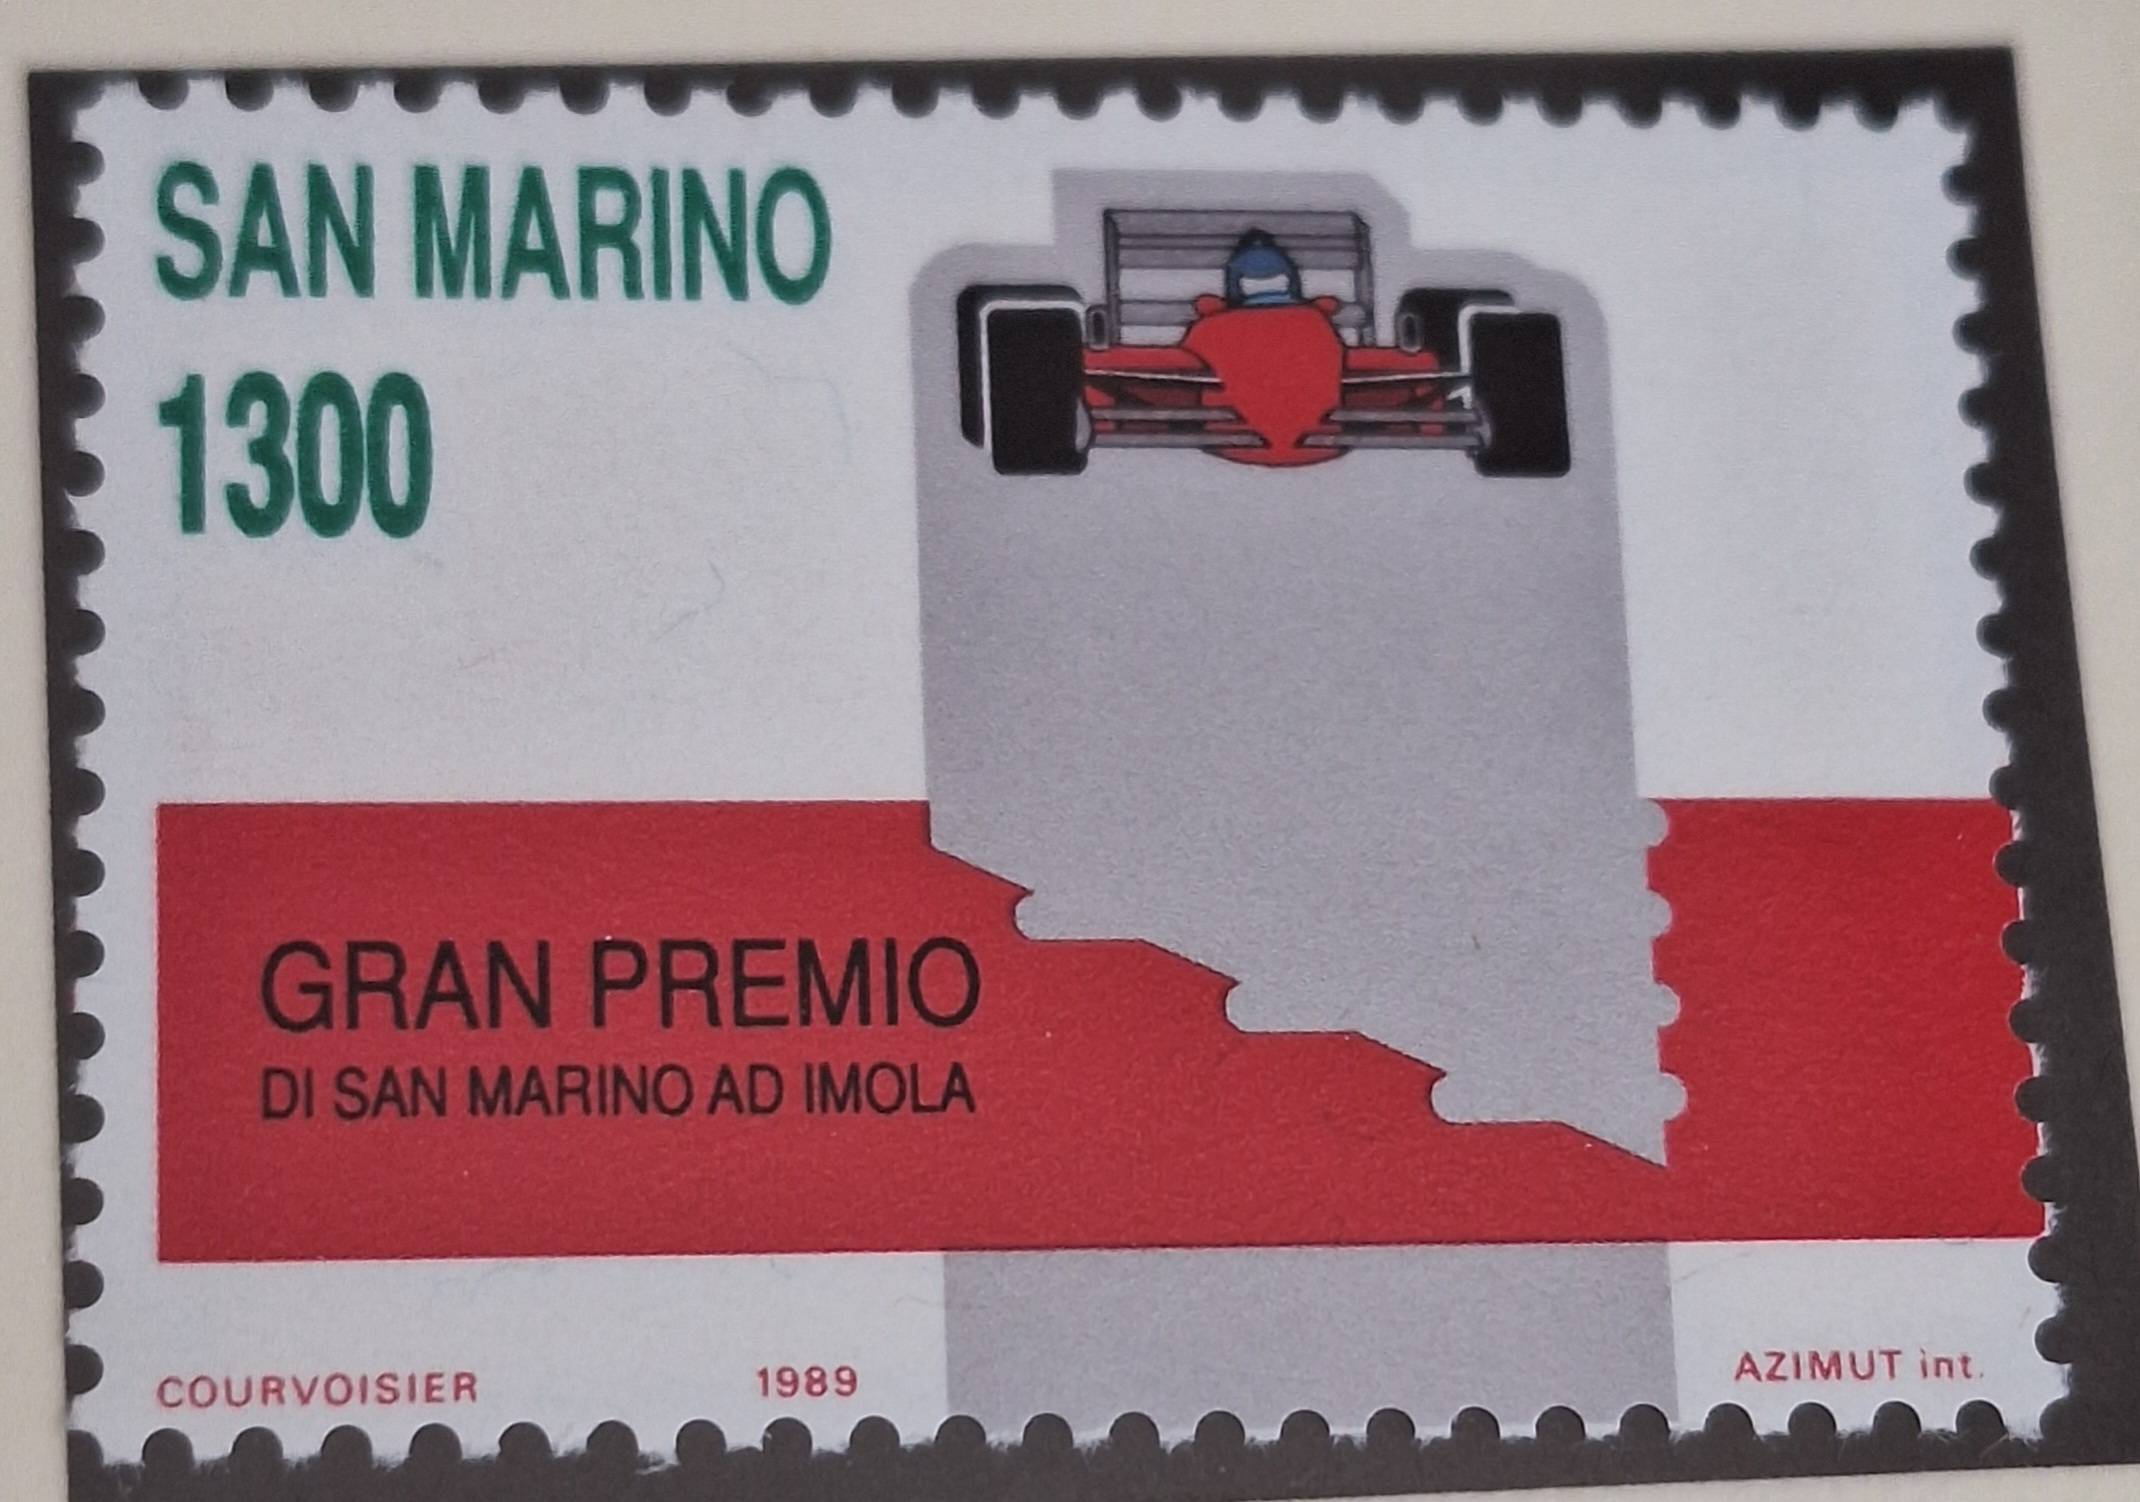 SAN MARINO
1300
GRAN PREMIO
DI SAN MARINO AD IMOLA
COURVOISIER 1989 AZIMUT int.